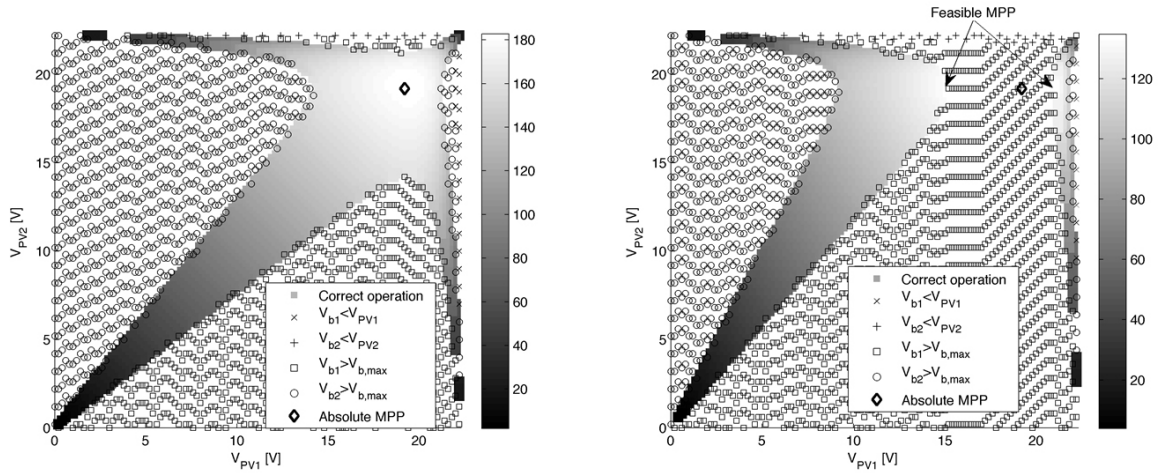 20
15
10
5
0
V_PV2 [V]
0 5 10 15 20
V_PV1 [V]
Correct operation
V_b1<V_PV1
V_b2<V_PV2
V_b1>V_b,max
V_b2>V_b,max
Absolute MPP
180
160
140
120
100
80
60
40
20
Feasible MPP
20
15
10
5
0
V_PV2 [V]
0 5 10 15 20
V_PV1 [V]
Correct operation
V_b1<V_PV1
V_b2<V_PV2
V_b1>V_b,max
V_b2>V_b,max
Absolute MPP
120
100
80
60
40
20